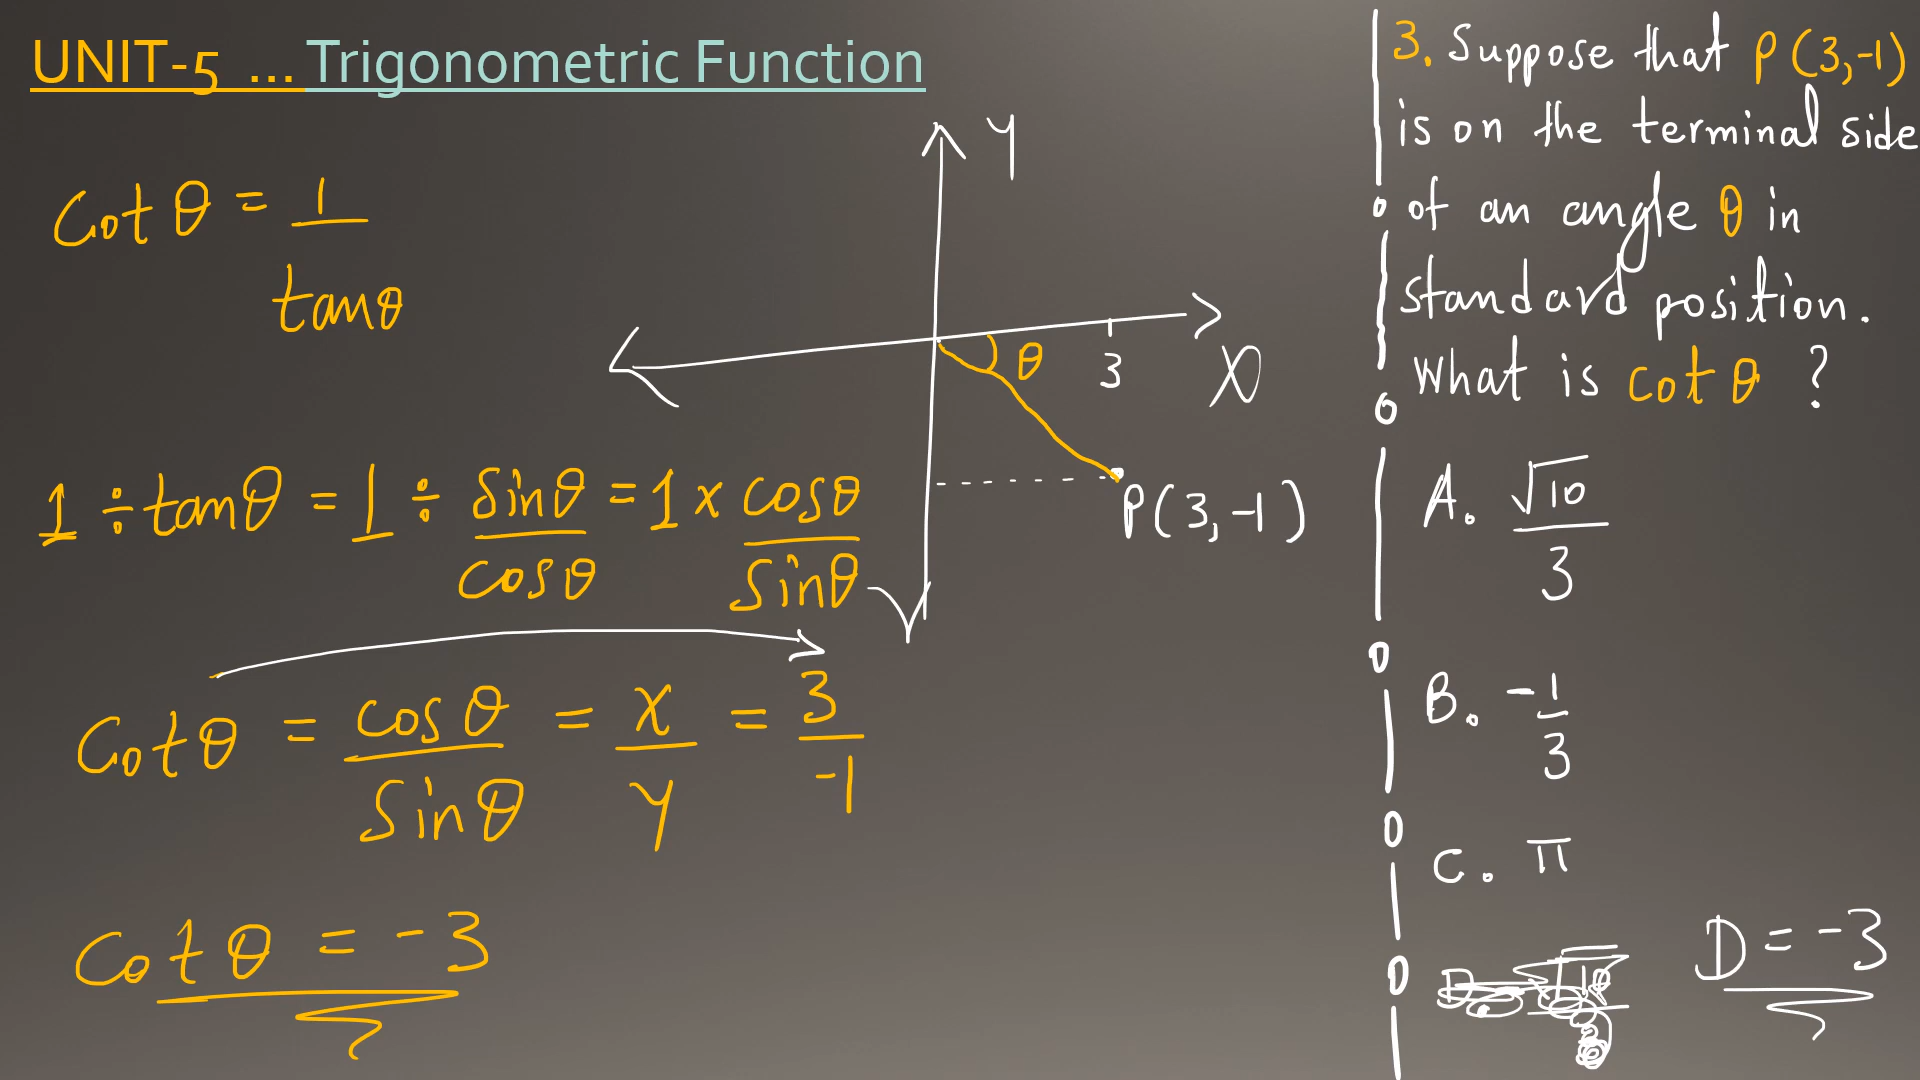 UNIT-5 ... Trigonometric Function
Cot θ = 1
tanθ
1 ÷ tanθ = 1 ÷ sinθ = 1 x cosθ
cosθ sinθ
Cotθ = cosθ = x = 3
sinθ y -1
Cotθ = -3
Y
θ
3
X
P(3,-1)
3. Suppose that P(3,-1)
is on the terminal side
of an angle θ in
standard position.
What is cotθ ?
A. √10
3
B. -1
3
C. π
D = -3